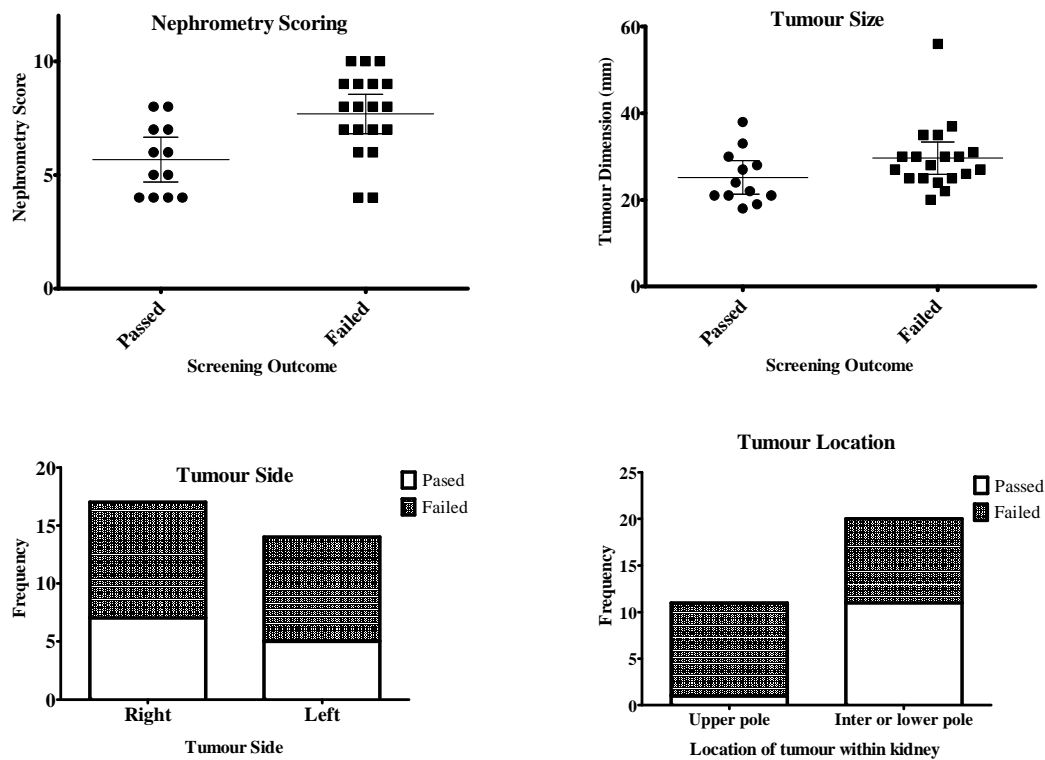 Nephrometry Scoring
Nephrometry Score
10
5
0
Passed
Failed
Screening Outcome
Tumour Size
Tumour Dimension (mm)
60
40
20
0
Passed
Failed
Screening Outcome
Tumour Side
Pased
Failed
Frequency
20
15
10
5
0
Right
Left
Tumour Side
Tumour Location
Passed
Failed
Frequency
25
20
15
10
5
0
Upper pole
Inter or lower pole
Location of tumour within kidney